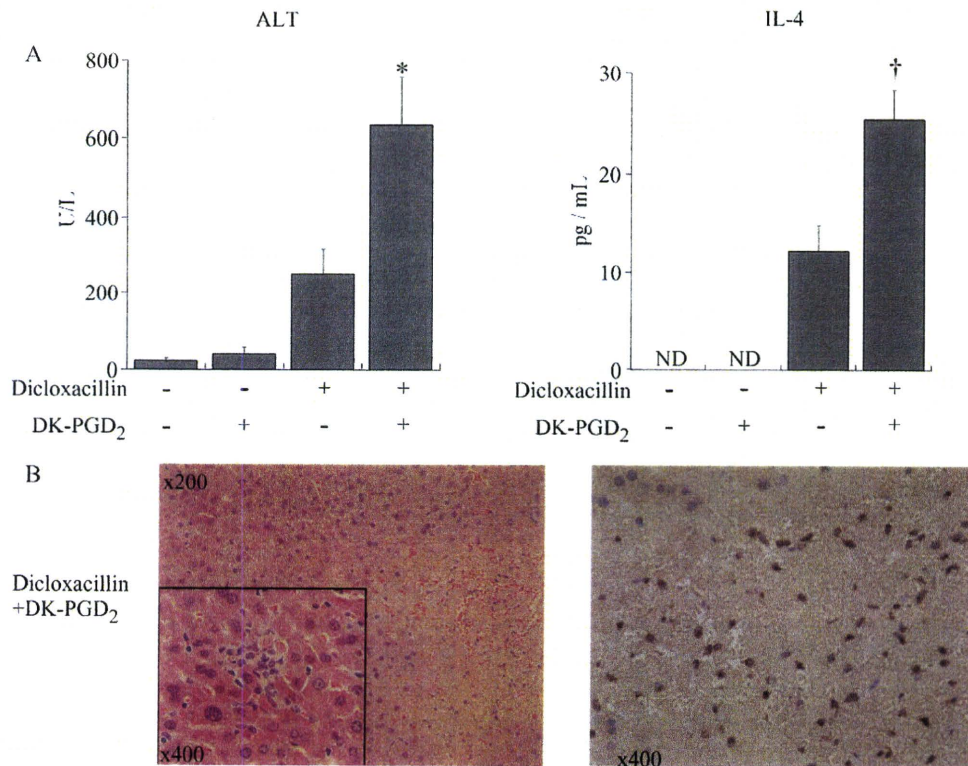 ALT
IL-4
A
800
600
400
200
0
U/L
*
Dicloxacillin - - + +
DK-PGD2 - + - +
30
20
10
0
pg / mL
ND ND
†
Dicloxacillin - - + +
DK-PGD2 - + - +
B
Dicloxacillin
+DK-PGD2
x200
x400
x400